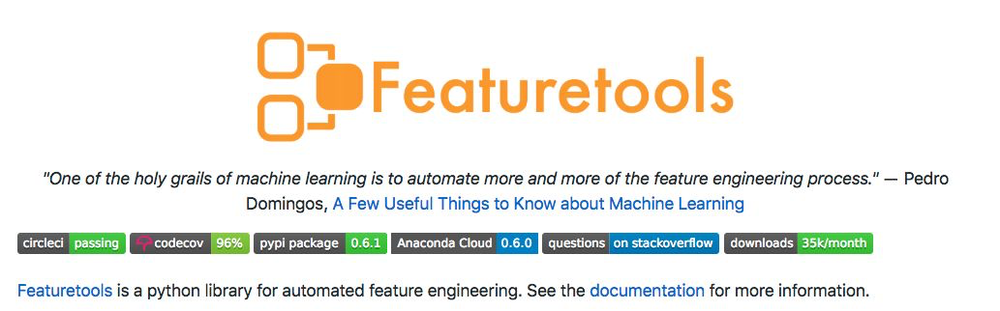 Featuretools
"One of the holy grails of machine learning is to automate more and more of the feature engineering process." — Pedro
Domingos, A Few Useful Things to Know about Machine Learning
circleci passing codecov 96% pypi package 0.6.1 Anaconda Cloud 0.6.0 questions on stackoverflow downloads 35k/month
Featuretools is a python library for automated feature engineering. See the documentation for more information.